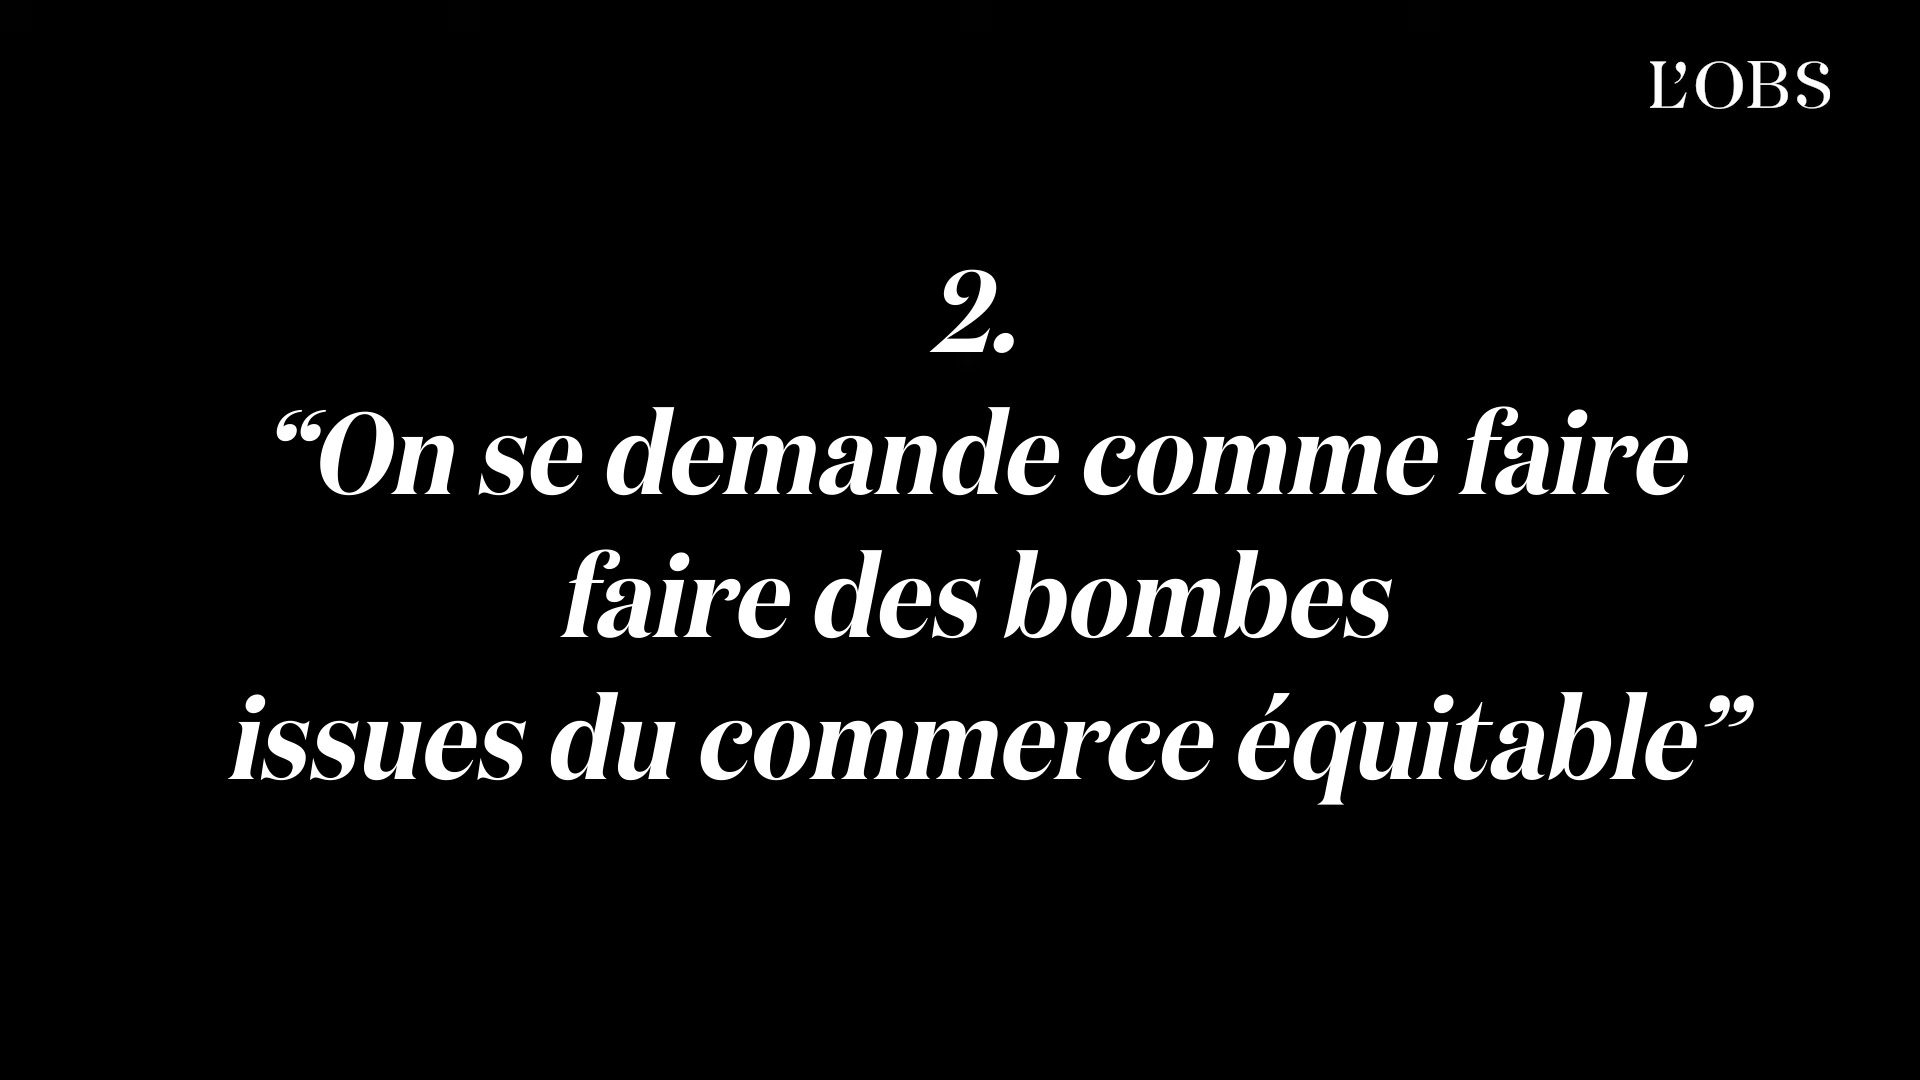 L'OBS
2.
“On se demande comme faire
faire des bombes
issues du commerce équitable”